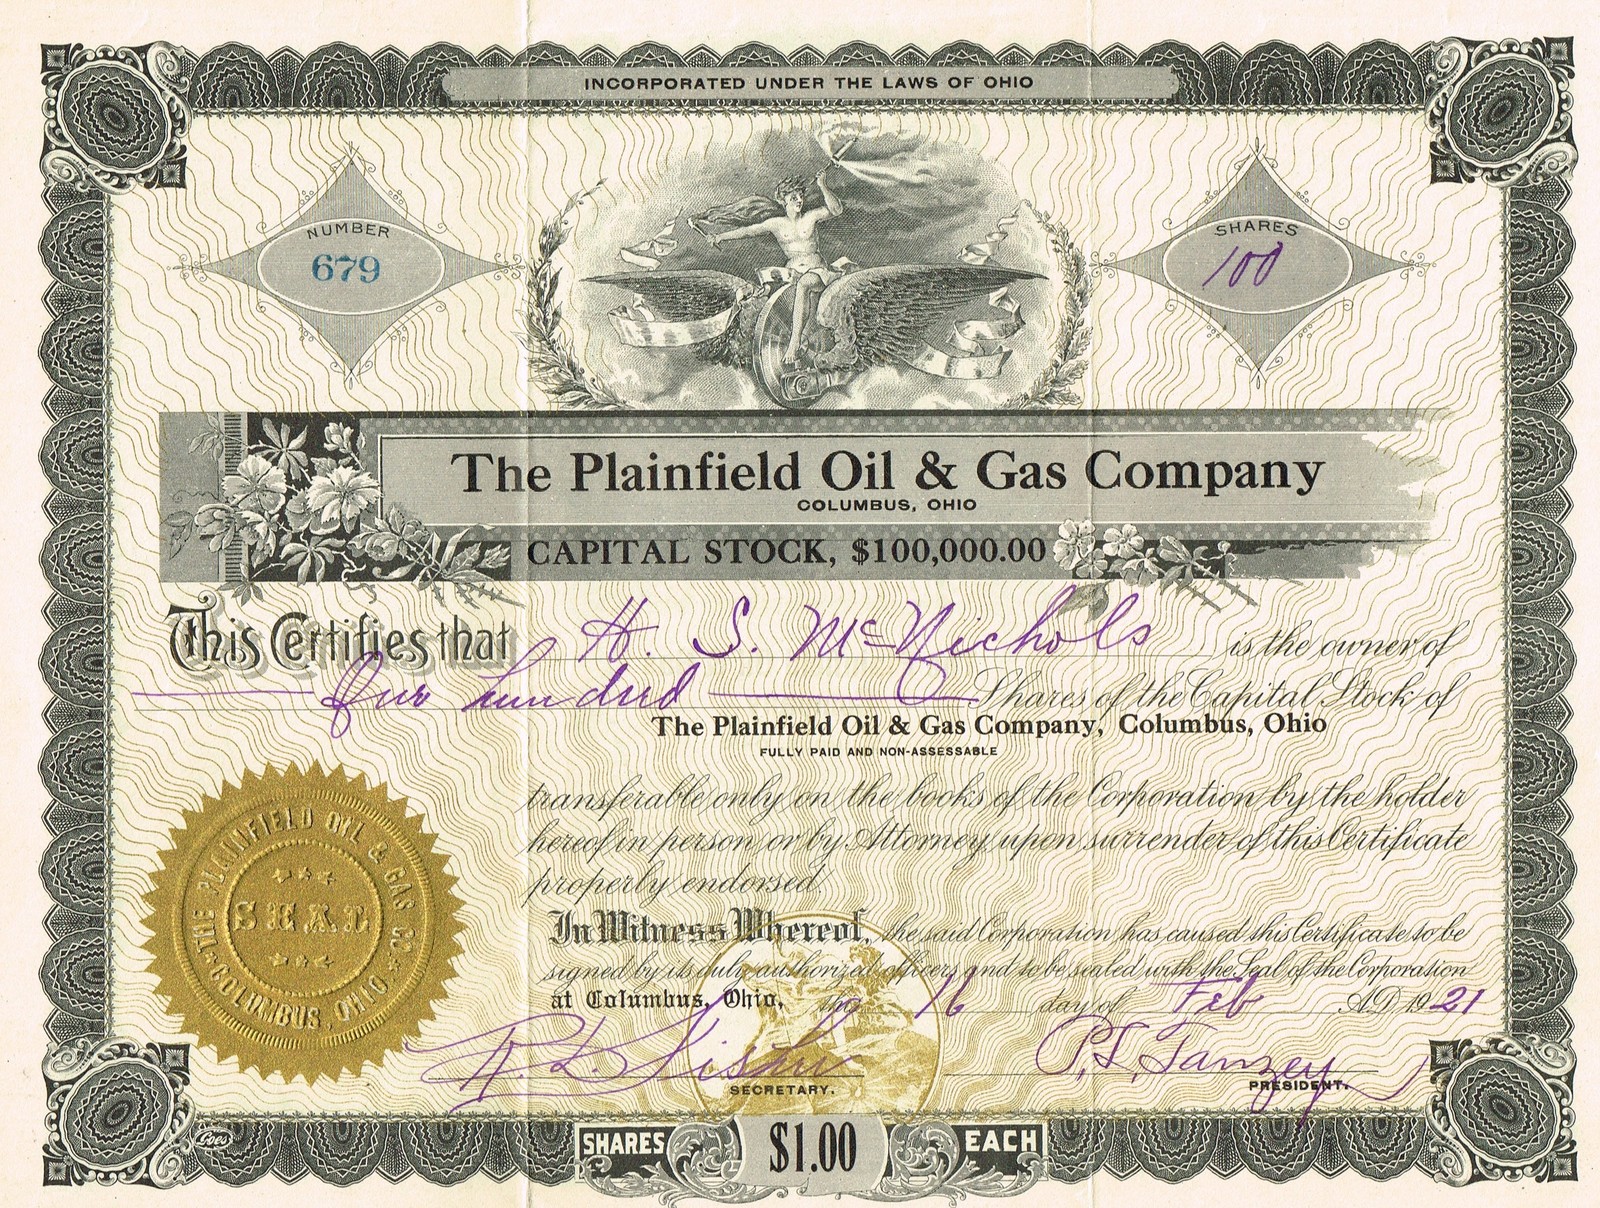 INCORPORATED UNDER THE LAWS OF OHIO
NUMBER
679
SHARES
100
The Plainfield Oil & Gas Company
COLUMBUS, OHIO
CAPITAL STOCK, $100,000.00
This Certifies that H. S. McNichols is the owner of
One hundred Shares of the Capital Stock of
The Plainfield Oil & Gas Company, Columbus, Ohio
FULLY PAID AND NON-ASSESSABLE
transferable only on the books of the Corporation by the holder
hereof in person or by Attorney upon surrender of this Certificate
properly endorsed.
In Witness Whereof, the said Corporation has caused this Certificate to be
signed by its duly authorized officers and to be sealed with the Seal of the Corporation
at Columbus, Ohio, this 16 day of Feb A.D. 1921
P. T. Tanzey
SECRETARY.
PRESIDENT.
THE PLAINFIELD OIL & GAS CO.
SEAL
COLUMBUS, OHIO
Goes
SHARES $1.00 EACH